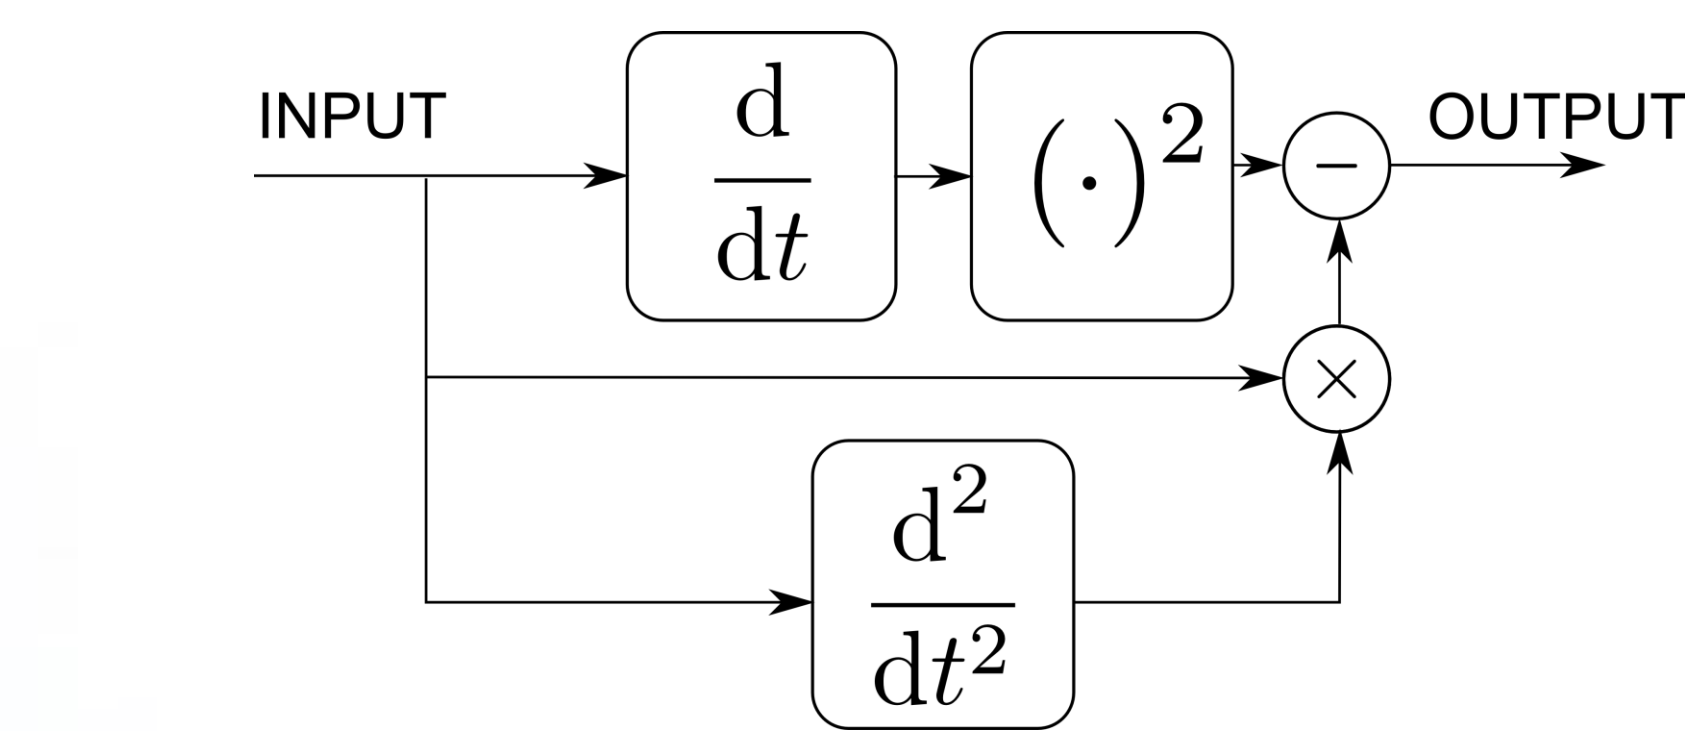 INPUT
d
dt
(·)²
−
OUTPUT
×
d²
dt²